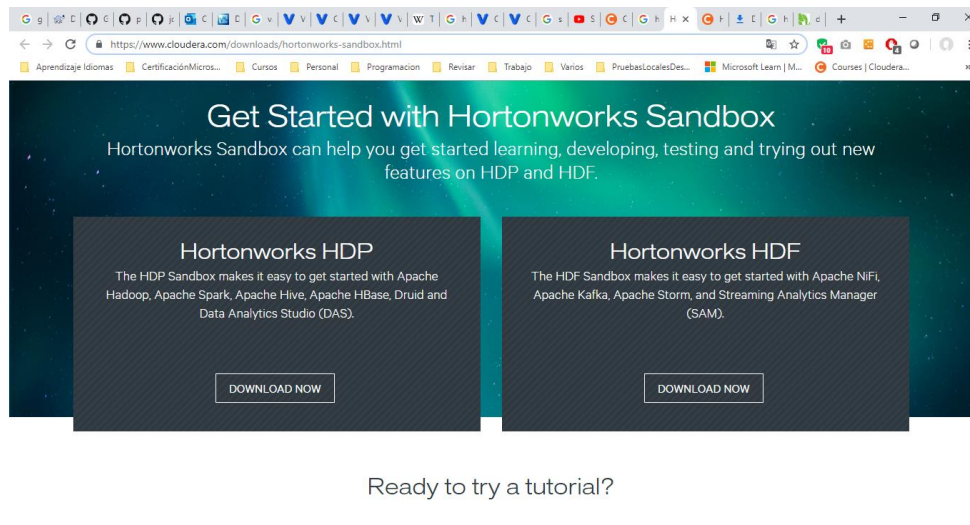 G g C G p jc C C G v V C V V T G h C C G s S C G h H H C G h d
https://www.cloudera.com/downloads/hortonworks-sandbox.html
10 4
Aprendizaje Idiomas CertificaciónMicros... Cursos Personal Programacion Revisar Trabajo Varios PruebasLocalesDes... Microsoft Learn | M... Courses | Cloudera...
Get Started with Hortonworks Sandbox
Hortonworks Sandbox can help you get started learning, developing, testing and trying out new
features on HDP and HDF.
Hortonworks HDP
The HDP Sandbox makes it easy to get started with Apache
Hadoop, Apache Spark, Apache Hive, Apache HBase, Druid and
Data Analytics Studio (DAS).
DOWNLOAD NOW
Hortonworks HDF
The HDF Sandbox makes it easy to get started with Apache NiFi,
Apache Kafka, Apache Storm, and Streaming Analytics Manager
(SAM).
DOWNLOAD NOW
Ready to try a tutorial?